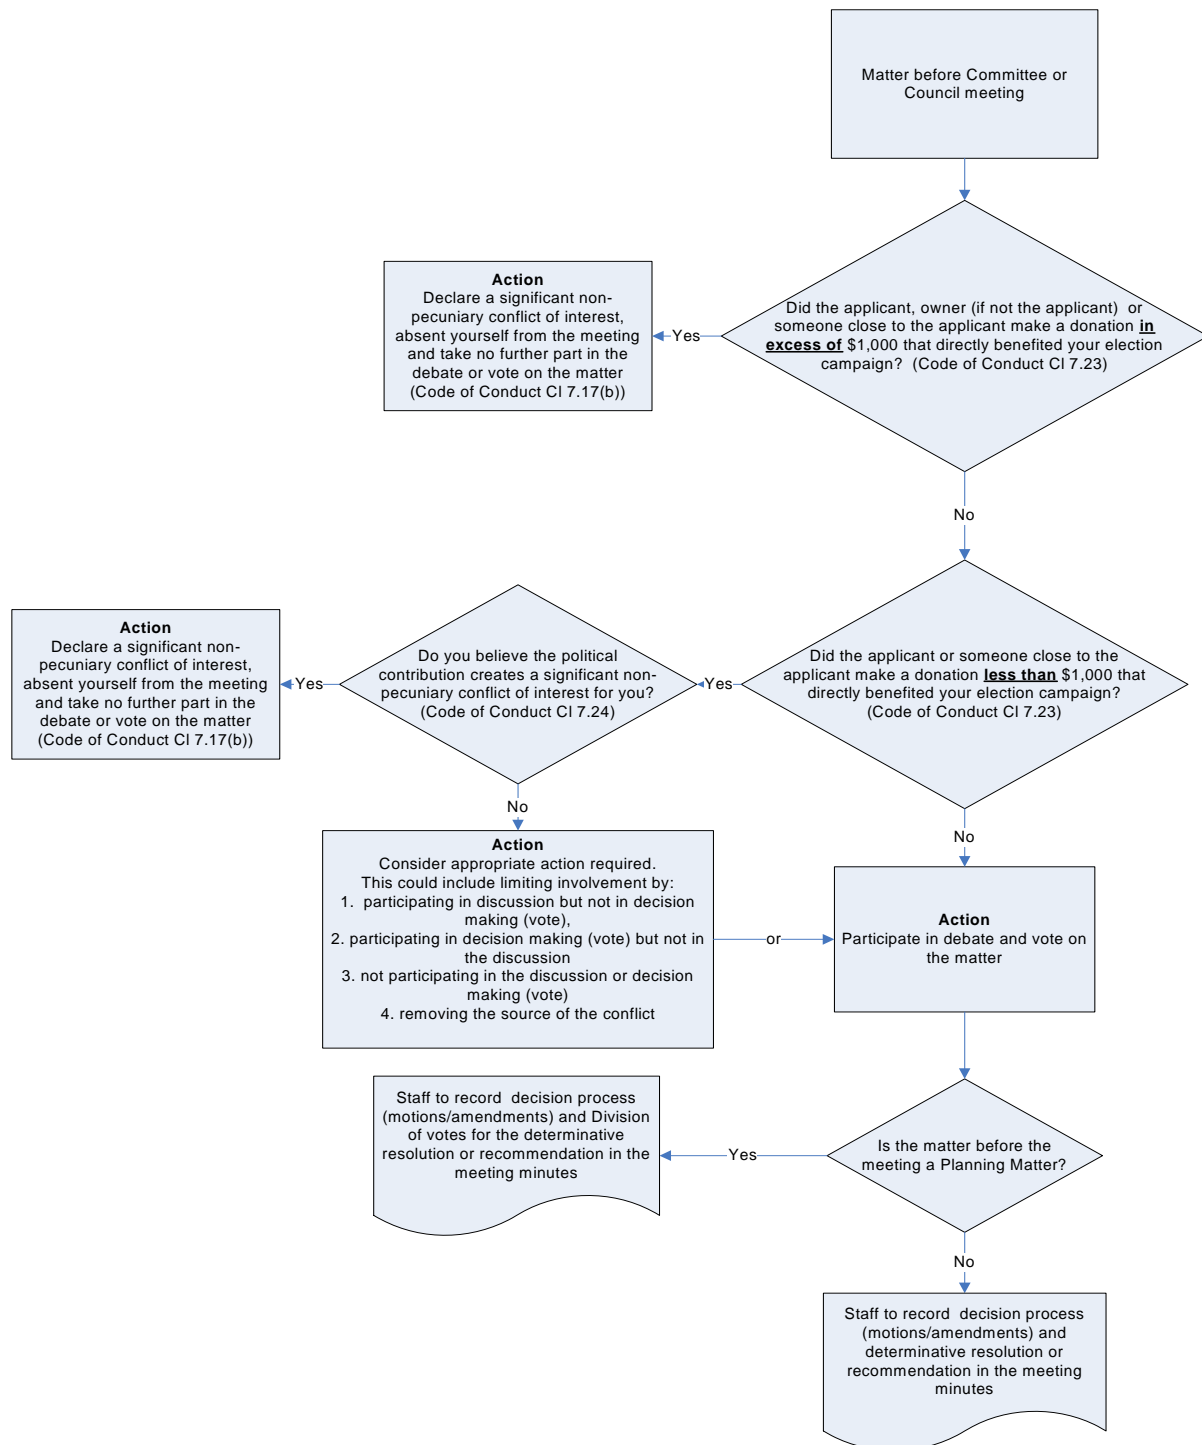 Matter before Committee or
Council meeting
Did the applicant, owner (if not the applicant)  or
someone close to the applicant make a donation in
excess of $1,000 that directly benefited your election
campaign?  (Code of Conduct Cl 7.23)
Yes
Action
Declare a significant non-
pecuniary conflict of interest,
absent yourself from the meeting
and take no further part in the
debate or vote on the matter
(Code of Conduct Cl 7.17(b))
No
Did the applicant or someone close to the
applicant make a donation less than $1,000 that
directly benefited your election campaign?
(Code of Conduct Cl 7.23)
Yes
Do you believe the political
contribution creates a significant non-
pecuniary conflict of interest for you?
(Code of Conduct Cl 7.24)
Yes
Action
Declare a significant non-
pecuniary conflict of interest,
absent yourself from the meeting
and take no further part in the
debate or vote on the matter
(Code of Conduct Cl 7.17(b))
No
Action
Consider appropriate action required.
This could include limiting involvement by:
1.  participating in discussion but not in decision
making (vote),
2. participating in decision making (vote) but not in
the discussion
3. not participating in the discussion or decision
making (vote)
4. removing the source of the conflict
or
No
Action
Participate in debate and vote on
the matter
Is the matter before the
meeting a Planning Matter?
Yes
Staff to record  decision process
(motions/amendments) and Division
of votes for the determinative
resolution or recommendation in the
meeting minutes
No
Staff to record  decision process
(motions/amendments) and
determinative resolution or
recommendation in the meeting
minutes